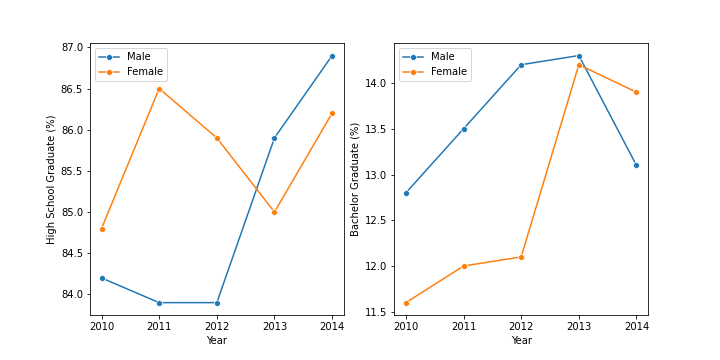 87.0
86.5
86.0
85.5
85.0
84.5
84.0
High School Graduate (%)
Male
Female
2010 2011 2012 2013 2014
Year
14.0
13.5
13.0
12.5
12.0
11.5
Bachelor Graduate (%)
Male
Female
2010 2011 2012 2013 2014
Year